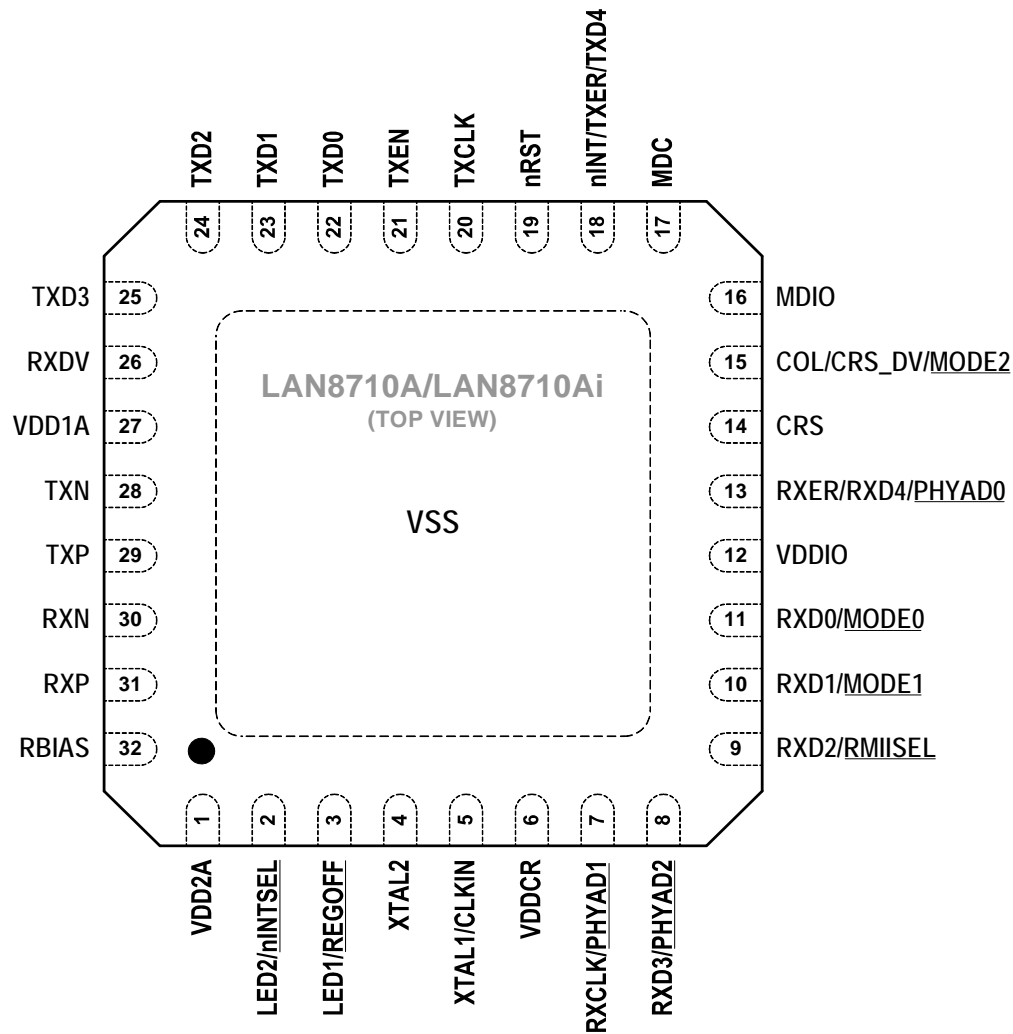 TXD2
TXD1
TXD0
TXEN
TXCLK
nRST
nINT/TXER/TXD4
MDC
24
23
22
21
20
19
18
17
TXD3 25
RXDV 26
VDD1A 27
TXN 28
TXP 29
RXN 30
RXP 31
RBIAS 32
LAN8710A/LAN8710Ai
(TOP VIEW)
VSS
16 MDIO
15 COL/CRS_DV/MODE2
14 CRS
13 RXER/RXD4/PHYAD0
12 VDDIO
11 RXD0/MODE0
10 RXD1/MODE1
9 RXD2/RMIISEL
1
2
3
4
5
6
7
8
VDD2A
LED2/nINTSEL
LED1/REGOFF
XTAL2
XTAL1/CLKIN
VDDCR
RXCLK/PHYAD1
RXD3/PHYAD2